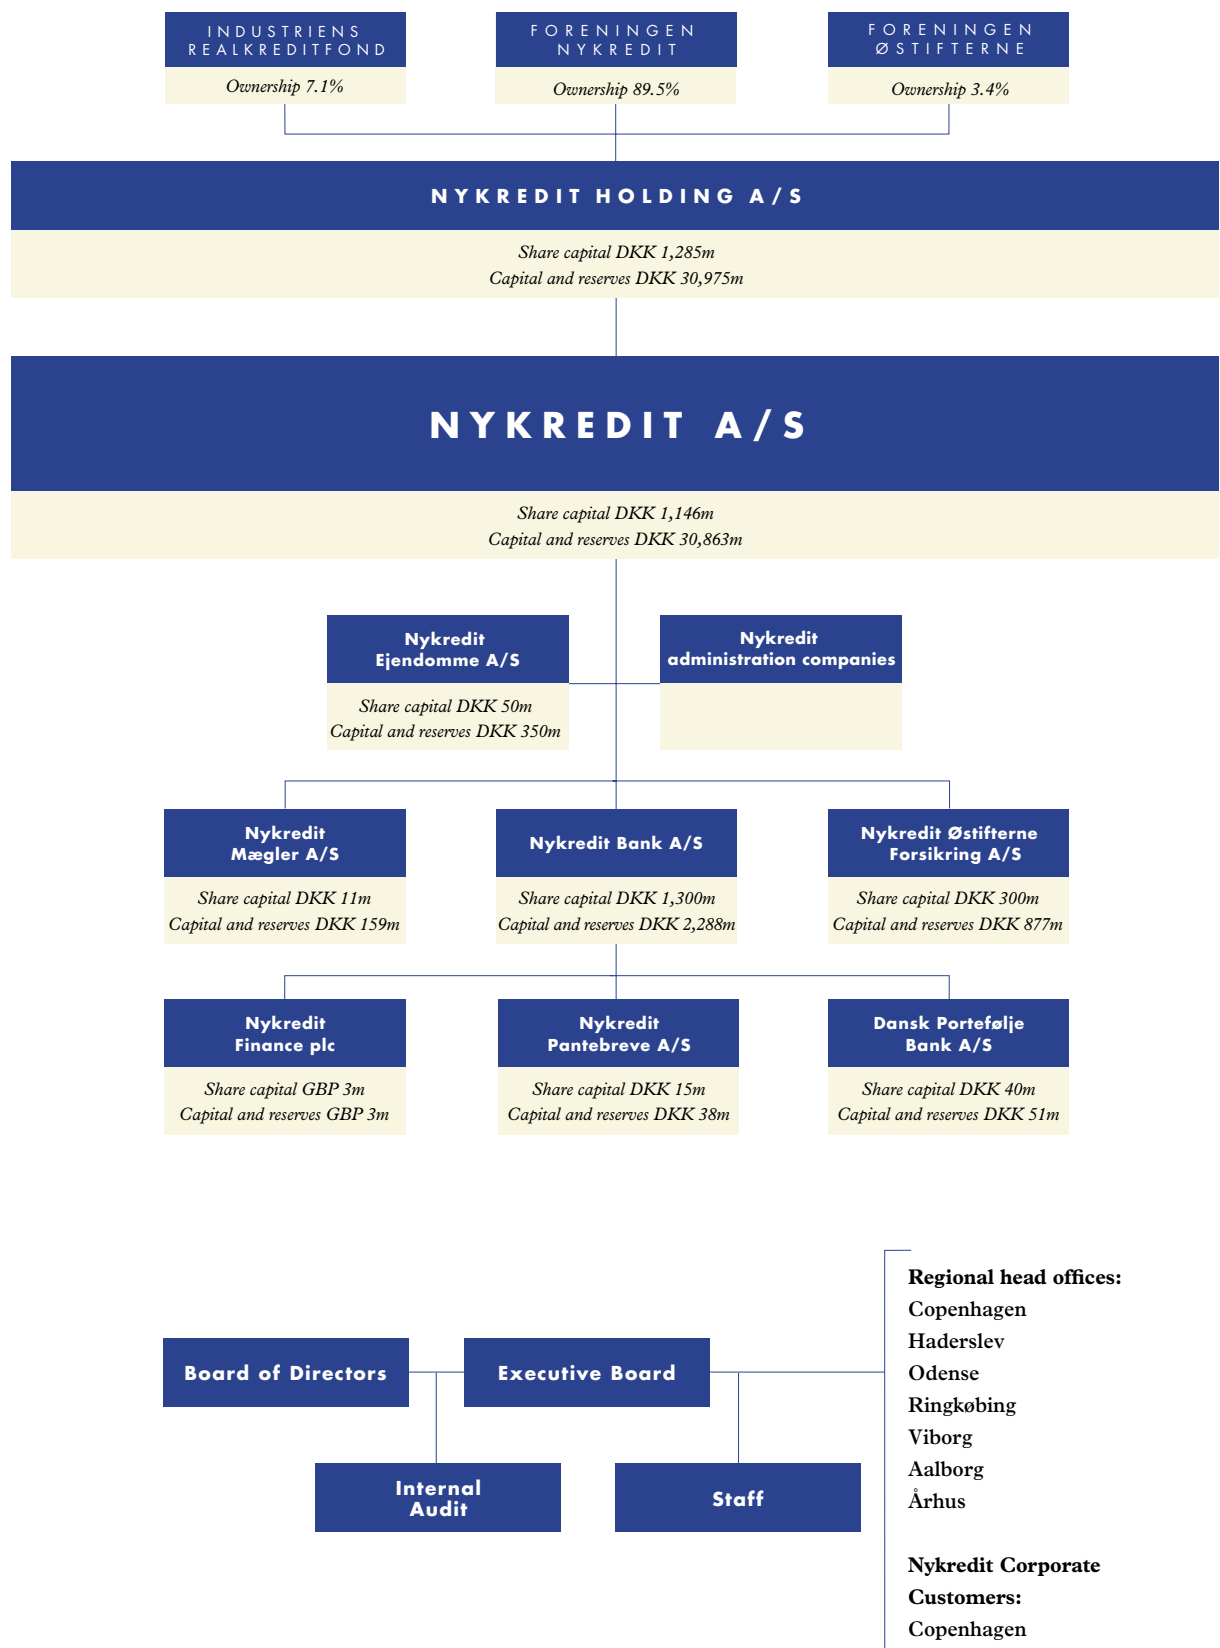 INDUSTRIENS
REALKREDITFOND
Ownership 7.1%
FORENINGEN
NYKREDIT
Ownership 89.5%
FORENINGEN
ØSTIFTERNE
Ownership 3.4%
NYKREDIT HOLDING A/S
Share capital DKK 1,285m
Capital and reserves DKK 30,975m
NYKREDIT A/S
Share capital DKK 1,146m
Capital and reserves DKK 30,863m
Nykredit
Ejendomme A/S
Share capital DKK 50m
Capital and reserves DKK 350m
Nykredit
administration companies
Nykredit
Mægler A/S
Share capital DKK 11m
Capital and reserves DKK 159m
Nykredit Bank A/S
Share capital DKK 1,300m
Capital and reserves DKK 2,288m
Nykredit Østifterne
Forsikring A/S
Share capital DKK 300m
Capital and reserves DKK 877m
Nykredit
Finance plc
Share capital GBP 3m
Capital and reserves GBP 3m
Nykredit
Pantebreve A/S
Share capital DKK 15m
Capital and reserves DKK 38m
Dansk Portefølje
Bank A/S
Share capital DKK 40m
Capital and reserves DKK 51m
Board of Directors
Executive Board
Internal
Audit
Staff
Regional head offices:
Copenhagen
Haderslev
Odense
Ringkøbing
Viborg
Aalborg
Århus
Nykredit Corporate
Customers:
Copenhagen